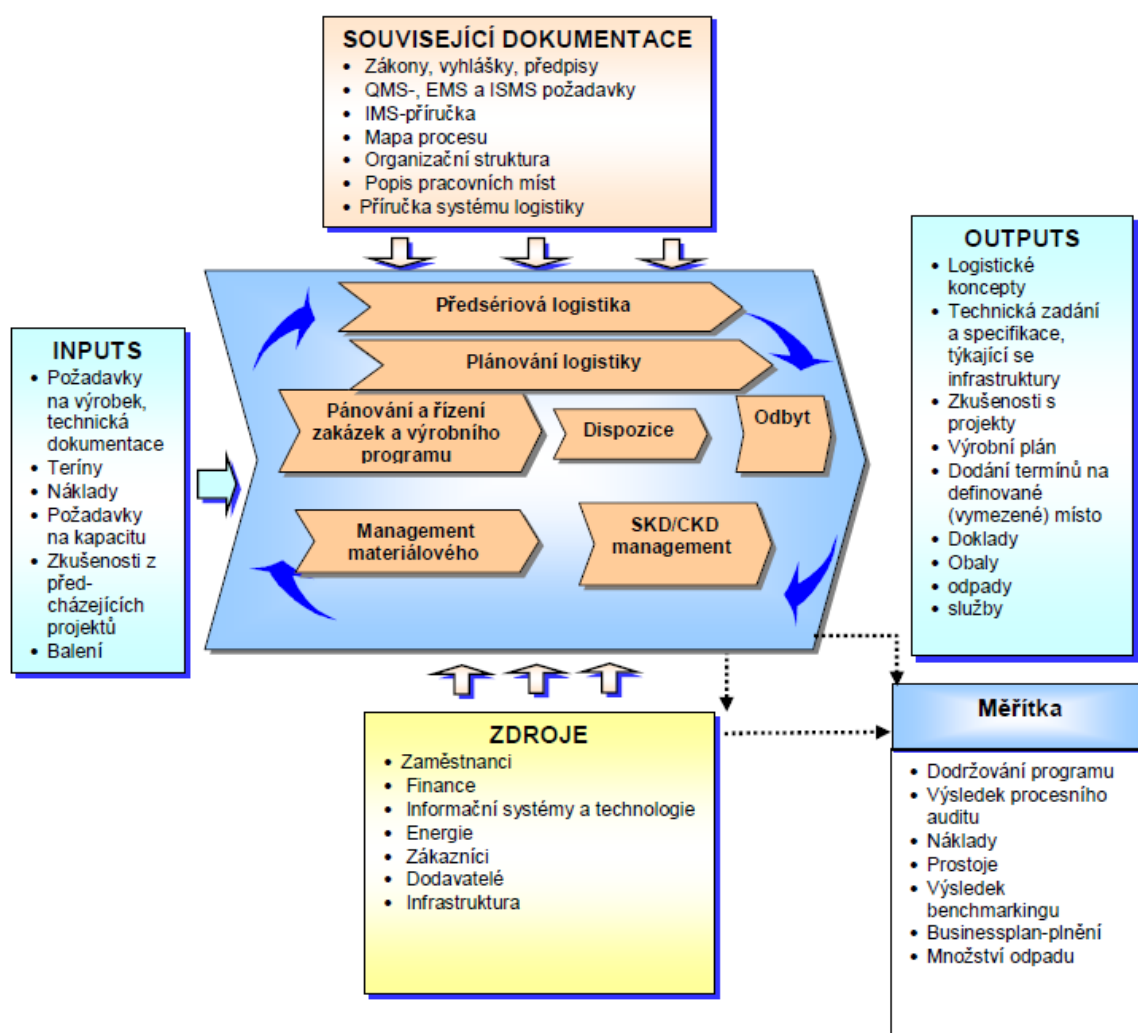 SOUVISEJÍCÍ DOKUMENTACE
• Zákony, vyhlášky, předpisy
• QMS-, EMS a ISMS požadavky
• IMS-příručka
• Mapa procesu
• Organizační struktura
• Popis pracovních míst
• Příručka systému logistiky
INPUTS
• Požadavky
na výrobek,
technická
dokumentace
• Teríny
• Náklady
• Požadavky
na kapacitu
• Zkušenosti z
před-
cházejících
projektů
• Balení
Předsériová logistika
Plánování logistiky
Pánování a řízení
zakázek a výrobního
programu
Dispozice
Odbyt
Management
materiálového
SKD/CKD
management
OUTPUTS
• Logistické
koncepty
• Technická zadání
a specifikace,
týkající se
infrastruktury
• Zkušenosti s
projekty
• Výrobní plán
• Dodání termínů na
definované
(vymezené) místo
• Doklady
• Obaly
• odpady
• služby
ZDROJE
• Zaměstnanci
• Finance
• Informační systémy a technologie
• Energie
• Zákazníci
• Dodavatelé
• Infrastruktura
Měřítka
• Dodržování programu
• Výsledek procesního
auditu
• Náklady
• Prostoje
• Výsledek
benchmarkingu
• Businessplan-plnění
• Množství odpadu